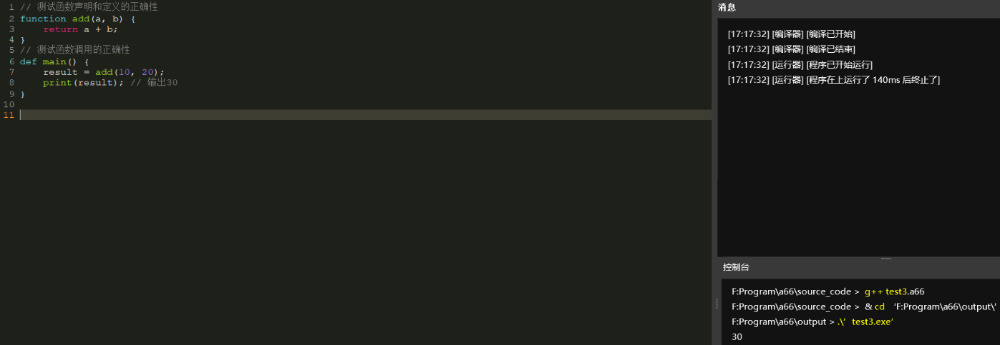 1 // 测试函数声明和定义的正确性
2 function add(a, b) {
3     return a + b;
4 }
5 // 测试函数调用的正确性
6 def main() {
7     result = add(10, 20);
8     print(result); // 输出30
9 }
10
11
消息
[17:17:32] [编译器] [编译已开始]
[17:17:32] [编译器] [编译已结束]
[17:17:32] [运行器] [程序已开始运行]
[17:17:32] [运行器] [程序在上运行了 140ms 后终止了]
控制台
F:Program\a66\source_code > g++ test3.a66
F:Program\a66\source_code > & cd ‘F:Program\a66\output\’
F:Program\a66\output > .\’ test3.exe’
30